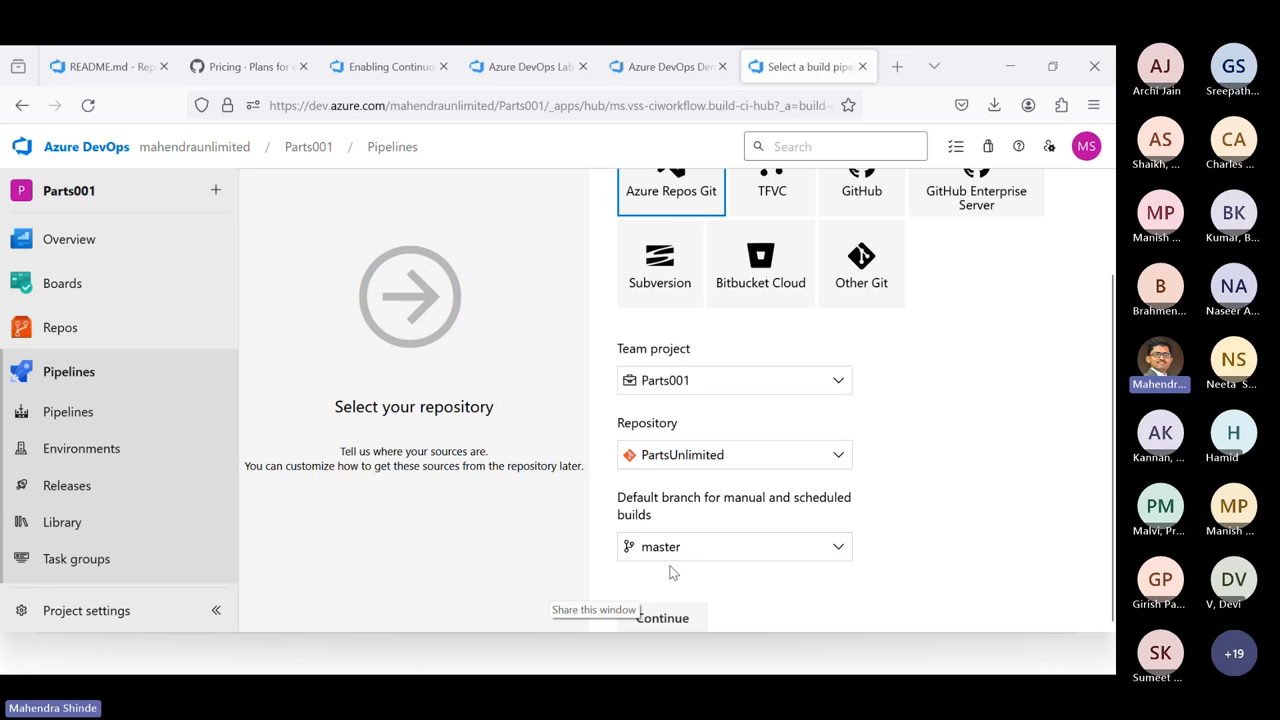 README.md - Rep
Pricing · Plans for e
Enabling Continuo
Azure DevOps Lab
Azure DevOps Den
Select a build pipe
https://dev.azure.com/mahendraunlimited/Parts001/_apps/hub/ms.vss-ciworkflow.build-ci-hub?_a=build-
Azure DevOps mahendraunlimited / Parts001 / Pipelines
Search
MS
P Parts001
Overview
Boards
Repos
Pipelines
Pipelines
Environments
Releases
Library
Task groups
Project settings
Select your repository
Tell us where your sources are.
You can customize how to get these sources from the repository later.
Azure Repos Git
TFVC
GitHub
GitHub Enterprise
Server
Subversion
Bitbucket Cloud
Other Git
Team project
Parts001
Repository
PartsUnlimited
Default branch for manual and scheduled
builds
master
Share this window
Continue
AJ
Archi Jain
GS
Sreepath...
AS
Shaikh, ...
CA
Charles ...
MP
Manish ...
BK
Kumar, B...
B
Brahmen...
NA
Naseer A...
Mahendr...
NS
Neeta S...
AK
Kannan, ...
H
Hamid
PM
Malvi, Pr...
MP
Manish ...
GP
Girish Pa...
DV
V, Devi
SK
Sumeet ...
+19
Mahendra Shinde